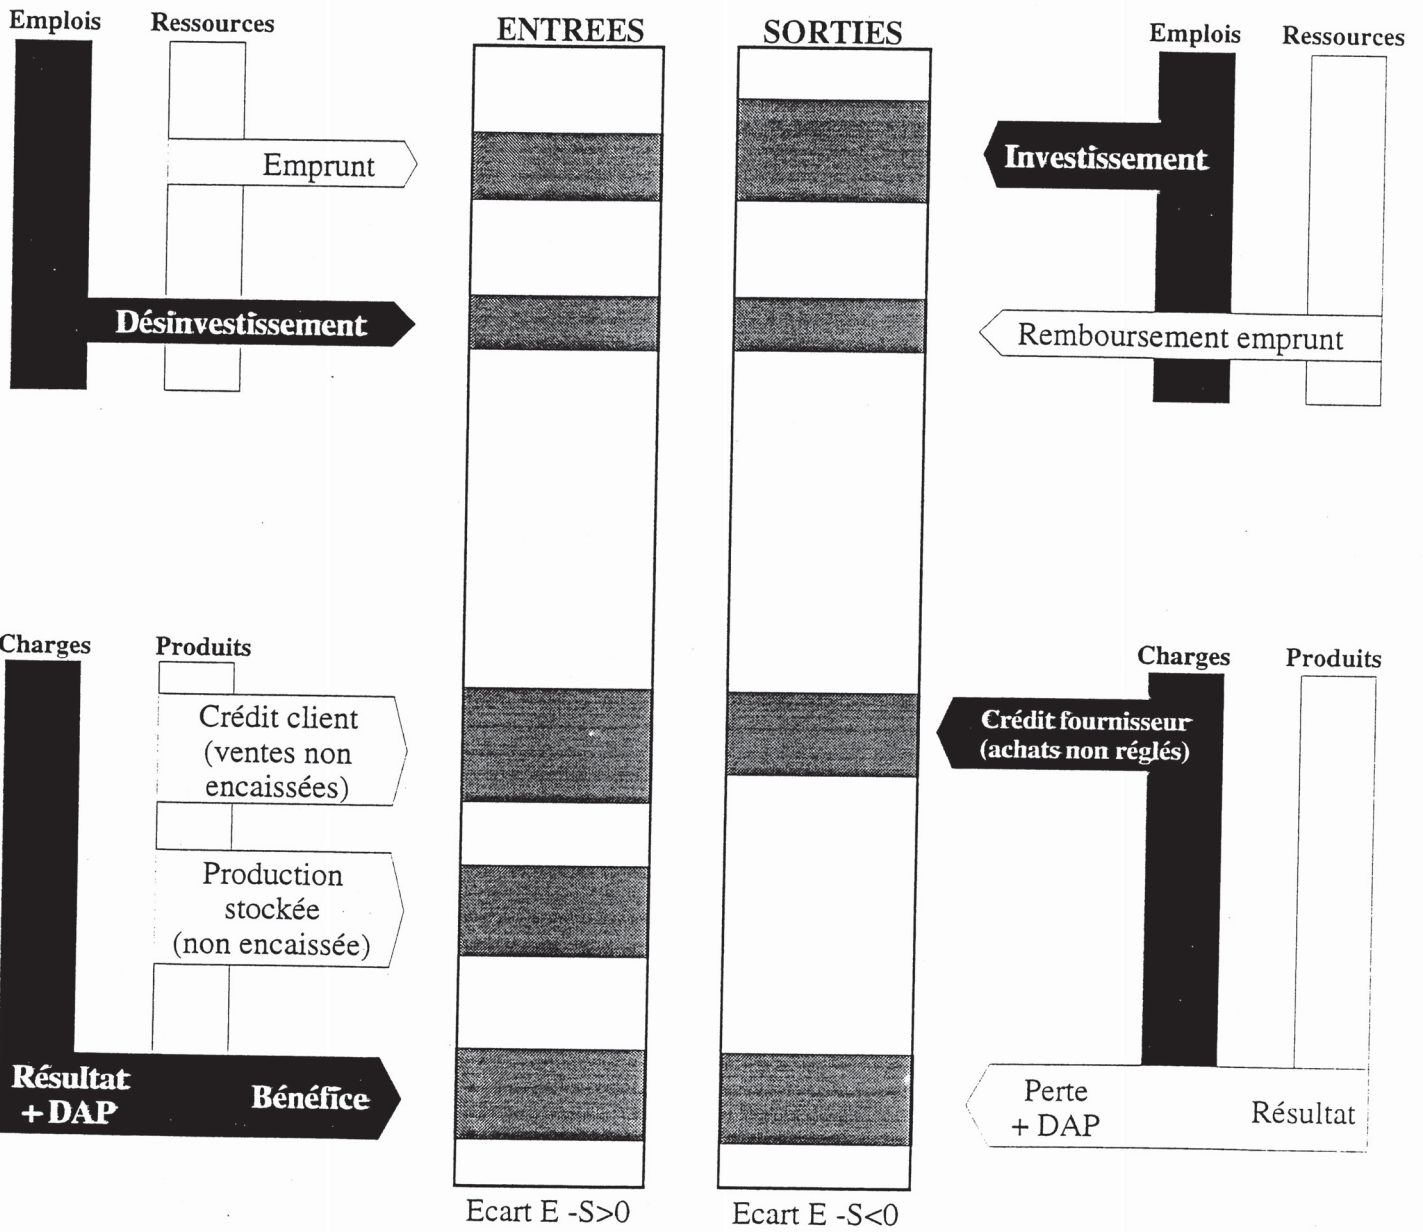 Emplois
Ressources
ENTREES
SORTIES
Emplois
Ressources
Emprunt
Investissement
Désinvestissement
Remboursement emprunt
Charges
Produits
Charges
Produits
Crédit client
(ventes non
encaissées)
Crédit fournisseur
(achats non réglés)
Production
stockée
(non encaissée)
Résultat
+ DAP
Bénéfice
Perte
+ DAP
Résultat
Ecart E -S>0
Ecart E -S<0